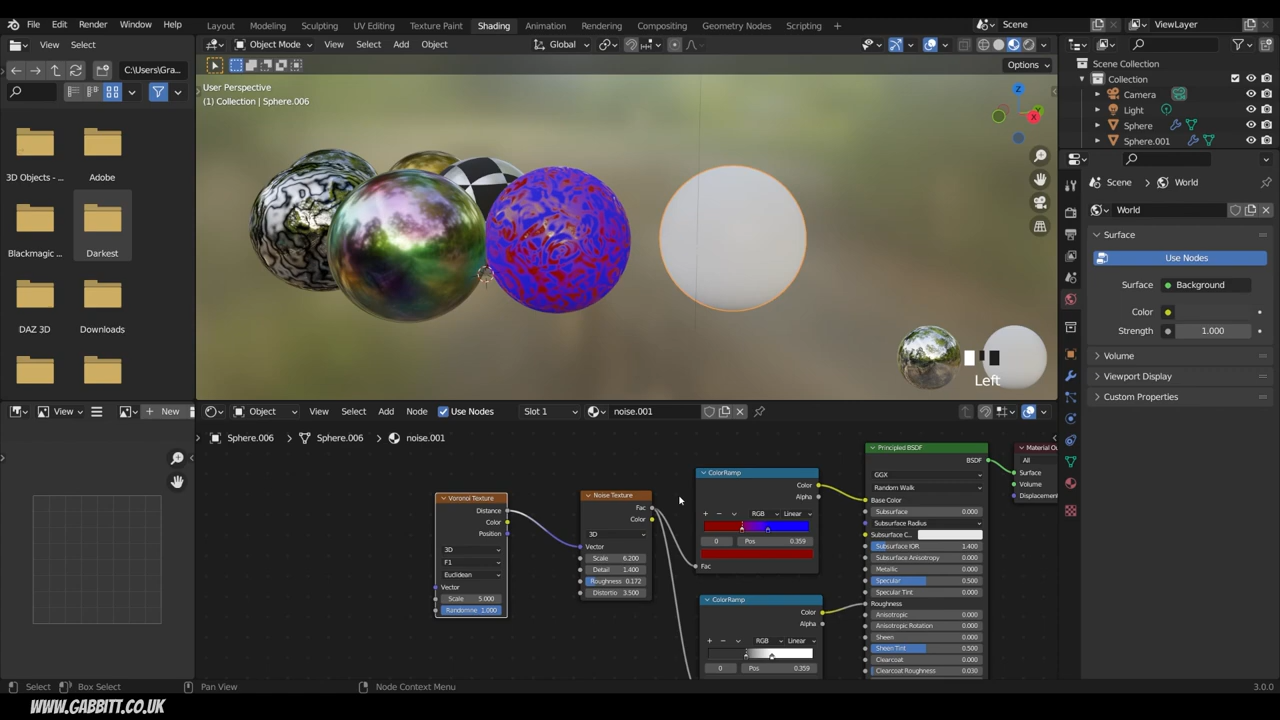 File Edit Render Window Help Layout Modeling Sculpting UV Editing Texture Paint Shading Animation Rendering Compositing Geometry Nodes Scripting + Scene ViewLayer
View Select Object Mode View Select Add Object Global
C:\Users\Gra... Options
User Perspective
(1) Collection | Sphere.006
Scene Collection
Collection
Camera
Light
Sphere
Sphere.001
3D Objects - ... Adobe
Blackmagic ... Darkest
DAZ 3D Downloads
Scene World
World
Surface
Use Nodes
Surface Background
Color
Strength 1.000
Volume
Viewport Display
Custom Properties
Left
View New Object View Select Add Node Use Nodes Slot 1 noise.001
Sphere.006 Sphere.006 noise.001
Voronoi Texture
Distance
Color
Position
3D
F1
Euclidean
Vector
Scale 5.000
Randomne 1.000
Noise Texture
Fac
Color
3D
Vector
Scale 6.200
Detail 1.400
Roughness 0.172
Distortio 3.500
ColorRamp
Color
Alpha
RGB Linear
0 Pos 0.359
Fac
ColorRamp
Color
Alpha
RGB Linear
0 Pos 0.359
Principled BSDF
BSDF
GGX
Random Walk
Base Color
Subsurface 0.000
Subsurface Radius
Subsurface C...
Subsurface IOR 1.400
Subsurface Anisotropy 0.000
Metallic 0.000
Specular 0.500
Specular Tint 0.000
Roughness
Anisotropic 0.000
Anisotropic Rotation 0.000
Sheen 0.000
Sheen Tint 0.500
Clearcoat 0.000
Clearcoat Roughness 0.030
Material Ou
All
Surface
Volume
Displacement
Select Box Select Pan View Node Context Menu 3.0.0
WWW.GABBITT.CO.UK